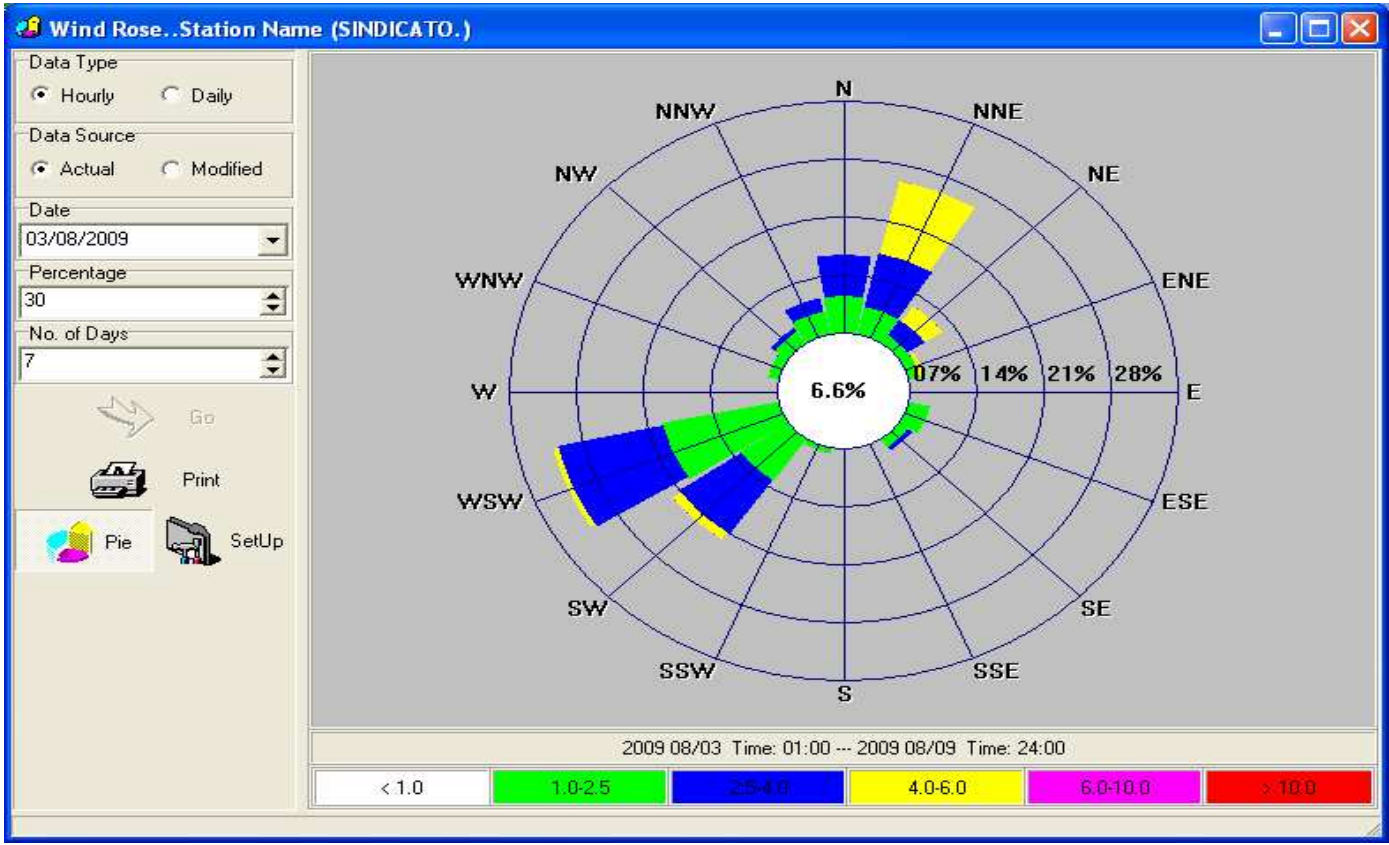 Wind Rose..Station Name (SINDICATO.)
Data Type
Hourly Daily
Data Source
Actual Modified
Date
03/08/2009
Percentage
30
No. of Days
7
Go
Print
Pie SetUp
N
NNW NNE
NW NE
WNW ENE
W 6.6% 07% 14% 21% 28% E
WSW ESE
SW SE
SSW SSE
S
2009 08/03 Time: 01:00 --- 2009 08/09 Time: 24:00
< 1.0 1.0-2.5 2.5-4.0 4.0-6.0 6.0-10.0 > 10.0